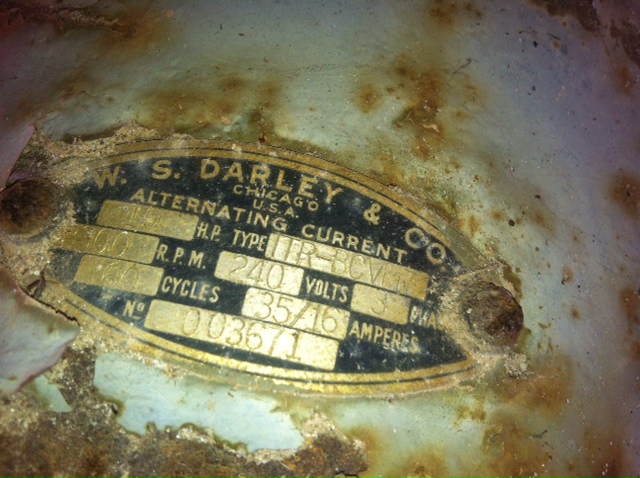 W. S. DARLEY & CO
CHICAGO
U.S.A.
ALTERNATING CURRENT
H.P. TYPE
R.P.M. 240 VOLTS 3
CYCLES 35/16 AMPERES
No 003671